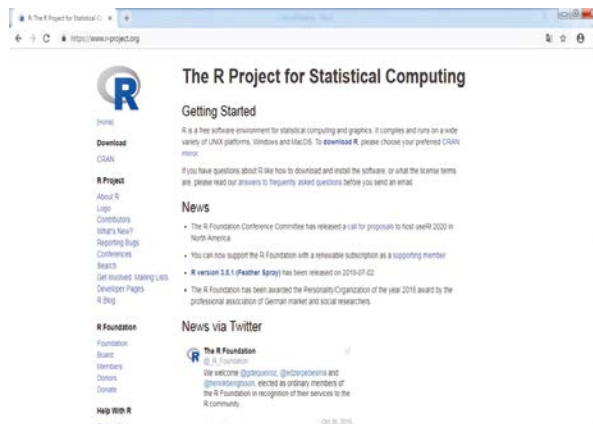 R: The R Project for Statistical C
https://www.r-project.org
R
[Home]
Download
CRAN
R Project
About R
Logo
Contributors
What's New?
Reporting Bugs
Conferences
Search
Get Involved: Mailing Lists
Developer Pages
R Blog
R Foundation
Foundation
Board
Members
Donors
Donate
Help With R
The R Project for Statistical Computing
Getting Started
R is a free software environment for statistical computing and graphics. It compiles and runs on a wide
variety of UNIX platforms, Windows and MacOS. To download R, please choose your preferred CRAN
mirror.
If you have questions about R like how to download and install the software, or what the license terms
are, please read our answers to frequently asked questions before you send an email.
News
• The R Foundation Conference Committee has released a call for proposals to host useR! 2020 in
North America.
• You can now support the R Foundation with a renewable subscription as a supporting member
• R version 3.5.1 (Feather Spray) has been released on 2018-07-02.
• The R Foundation has been awarded the Personality/Organization of the year 2018 award by the
professional association of German market and social researchers.
News via Twitter
R
The R Foundation
@_R_Foundation
We welcome @gdequeiroz, @edzerpebesma and
@henrikbengtsson, elected as ordinary members of
the R Foundation in recognition of their services to the
R community.
Oct 26, 2018